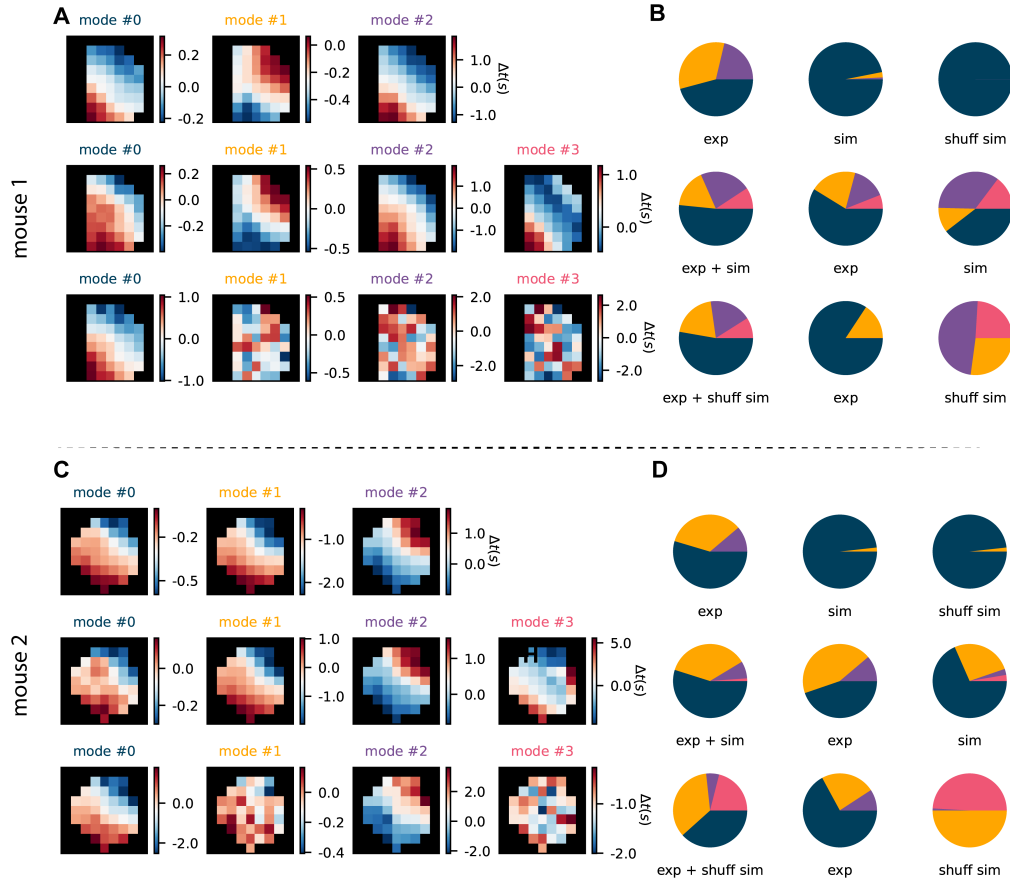 A
B
mode #0
mode #1
mode #2
0.2
0.0
-0.2
0.0
-0.2
-0.4
1.0
0.0
-1.0
Δt(s)
exp
sim
shuff sim
mouse 1
mode #0
mode #1
mode #2
mode #3
0.2
0.0
-0.2
0.5
0.0
-0.5
1.0
0.0
-1.0
1.0
0.0
Δt(s)
exp + sim
exp
sim
mode #0
mode #1
mode #2
mode #3
1.0
0.0
-1.0
0.5
0.0
-0.5
2.0
0.0
-2.0
2.0
0.0
-2.0
Δt(s)
exp + shuff sim
exp
shuff sim
C
D
mode #0
mode #1
mode #2
-0.2
-0.5
-1.0
-2.0
1.0
0.0
Δt(s)
exp
sim
shuff sim
mouse 2
mode #0
mode #1
mode #2
mode #3
0.0
-0.2
1.0
0.0
-1.0
1.0
0.0
5.0
0.0
Δt(s)
exp + sim
exp
sim
mode #0
mode #1
mode #2
mode #3
0.0
-2.0
0.0
-0.2
-0.4
2.0
0.0
-2.0
-1.0
-2.0
Δt(s)
exp + shuff sim
exp
shuff sim